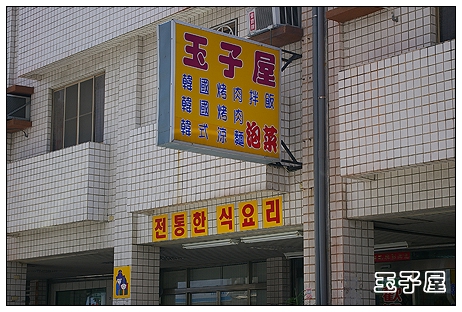 玉子屋
韓國烤肉拌飯
韓國烤肉
韓式涼麵 泡菜
전통한식요리
玉子屋